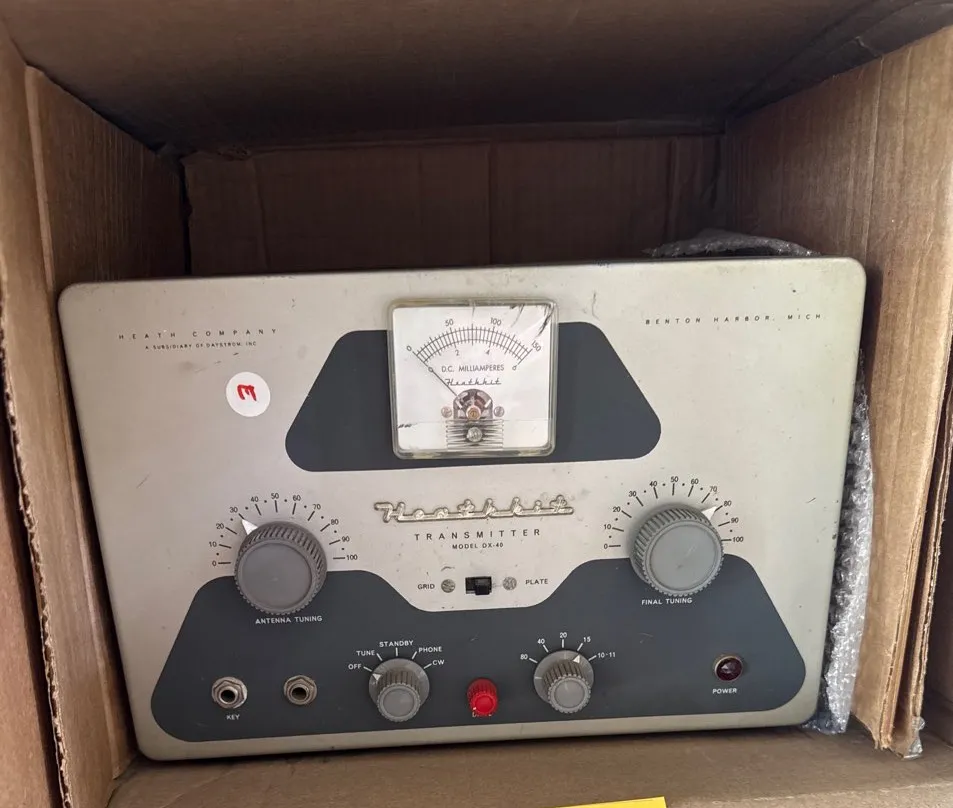 HEATH COMPANY
A SUBSIDIARY OF DAYSTROM, INC.
BENTON HARBOR, MICH
0 50 100 150
0 2 4 6
D.C. MILLIAMPERES
Heathkit
m
Heathkit
TRANSMITTER
MODEL DX-40
GRID PLATE
0 10 20 30 40 50 60 70 80 90 100
ANTENNA TUNING
0 10 20 30 40 50 60 70 80 90 100
FINAL TUNING
OFF TUNE STANDBY PHONE CW
80 40 20 15 10-11
KEY
POWER